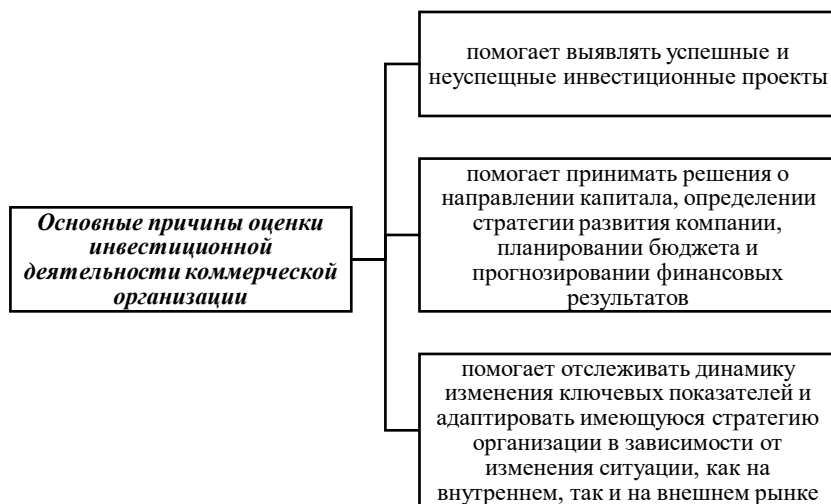 помогает выявлять успешные и
неуспещные инвестиционные проекты
помогает принимать решения о
направлении капитала, определении
стратегии развития компании,
планировании бюджета и
прогнозировании финансовых
результатов
Основные причины оценки
инвестиционной
деятельности коммерческой
организации
помогает отслеживать динамику
изменения ключевых показателей и
адаптировать имеющуюся стратегию
организации в зависимости от
изменения ситуации, как на
внутреннем, так и на внешнем рынке